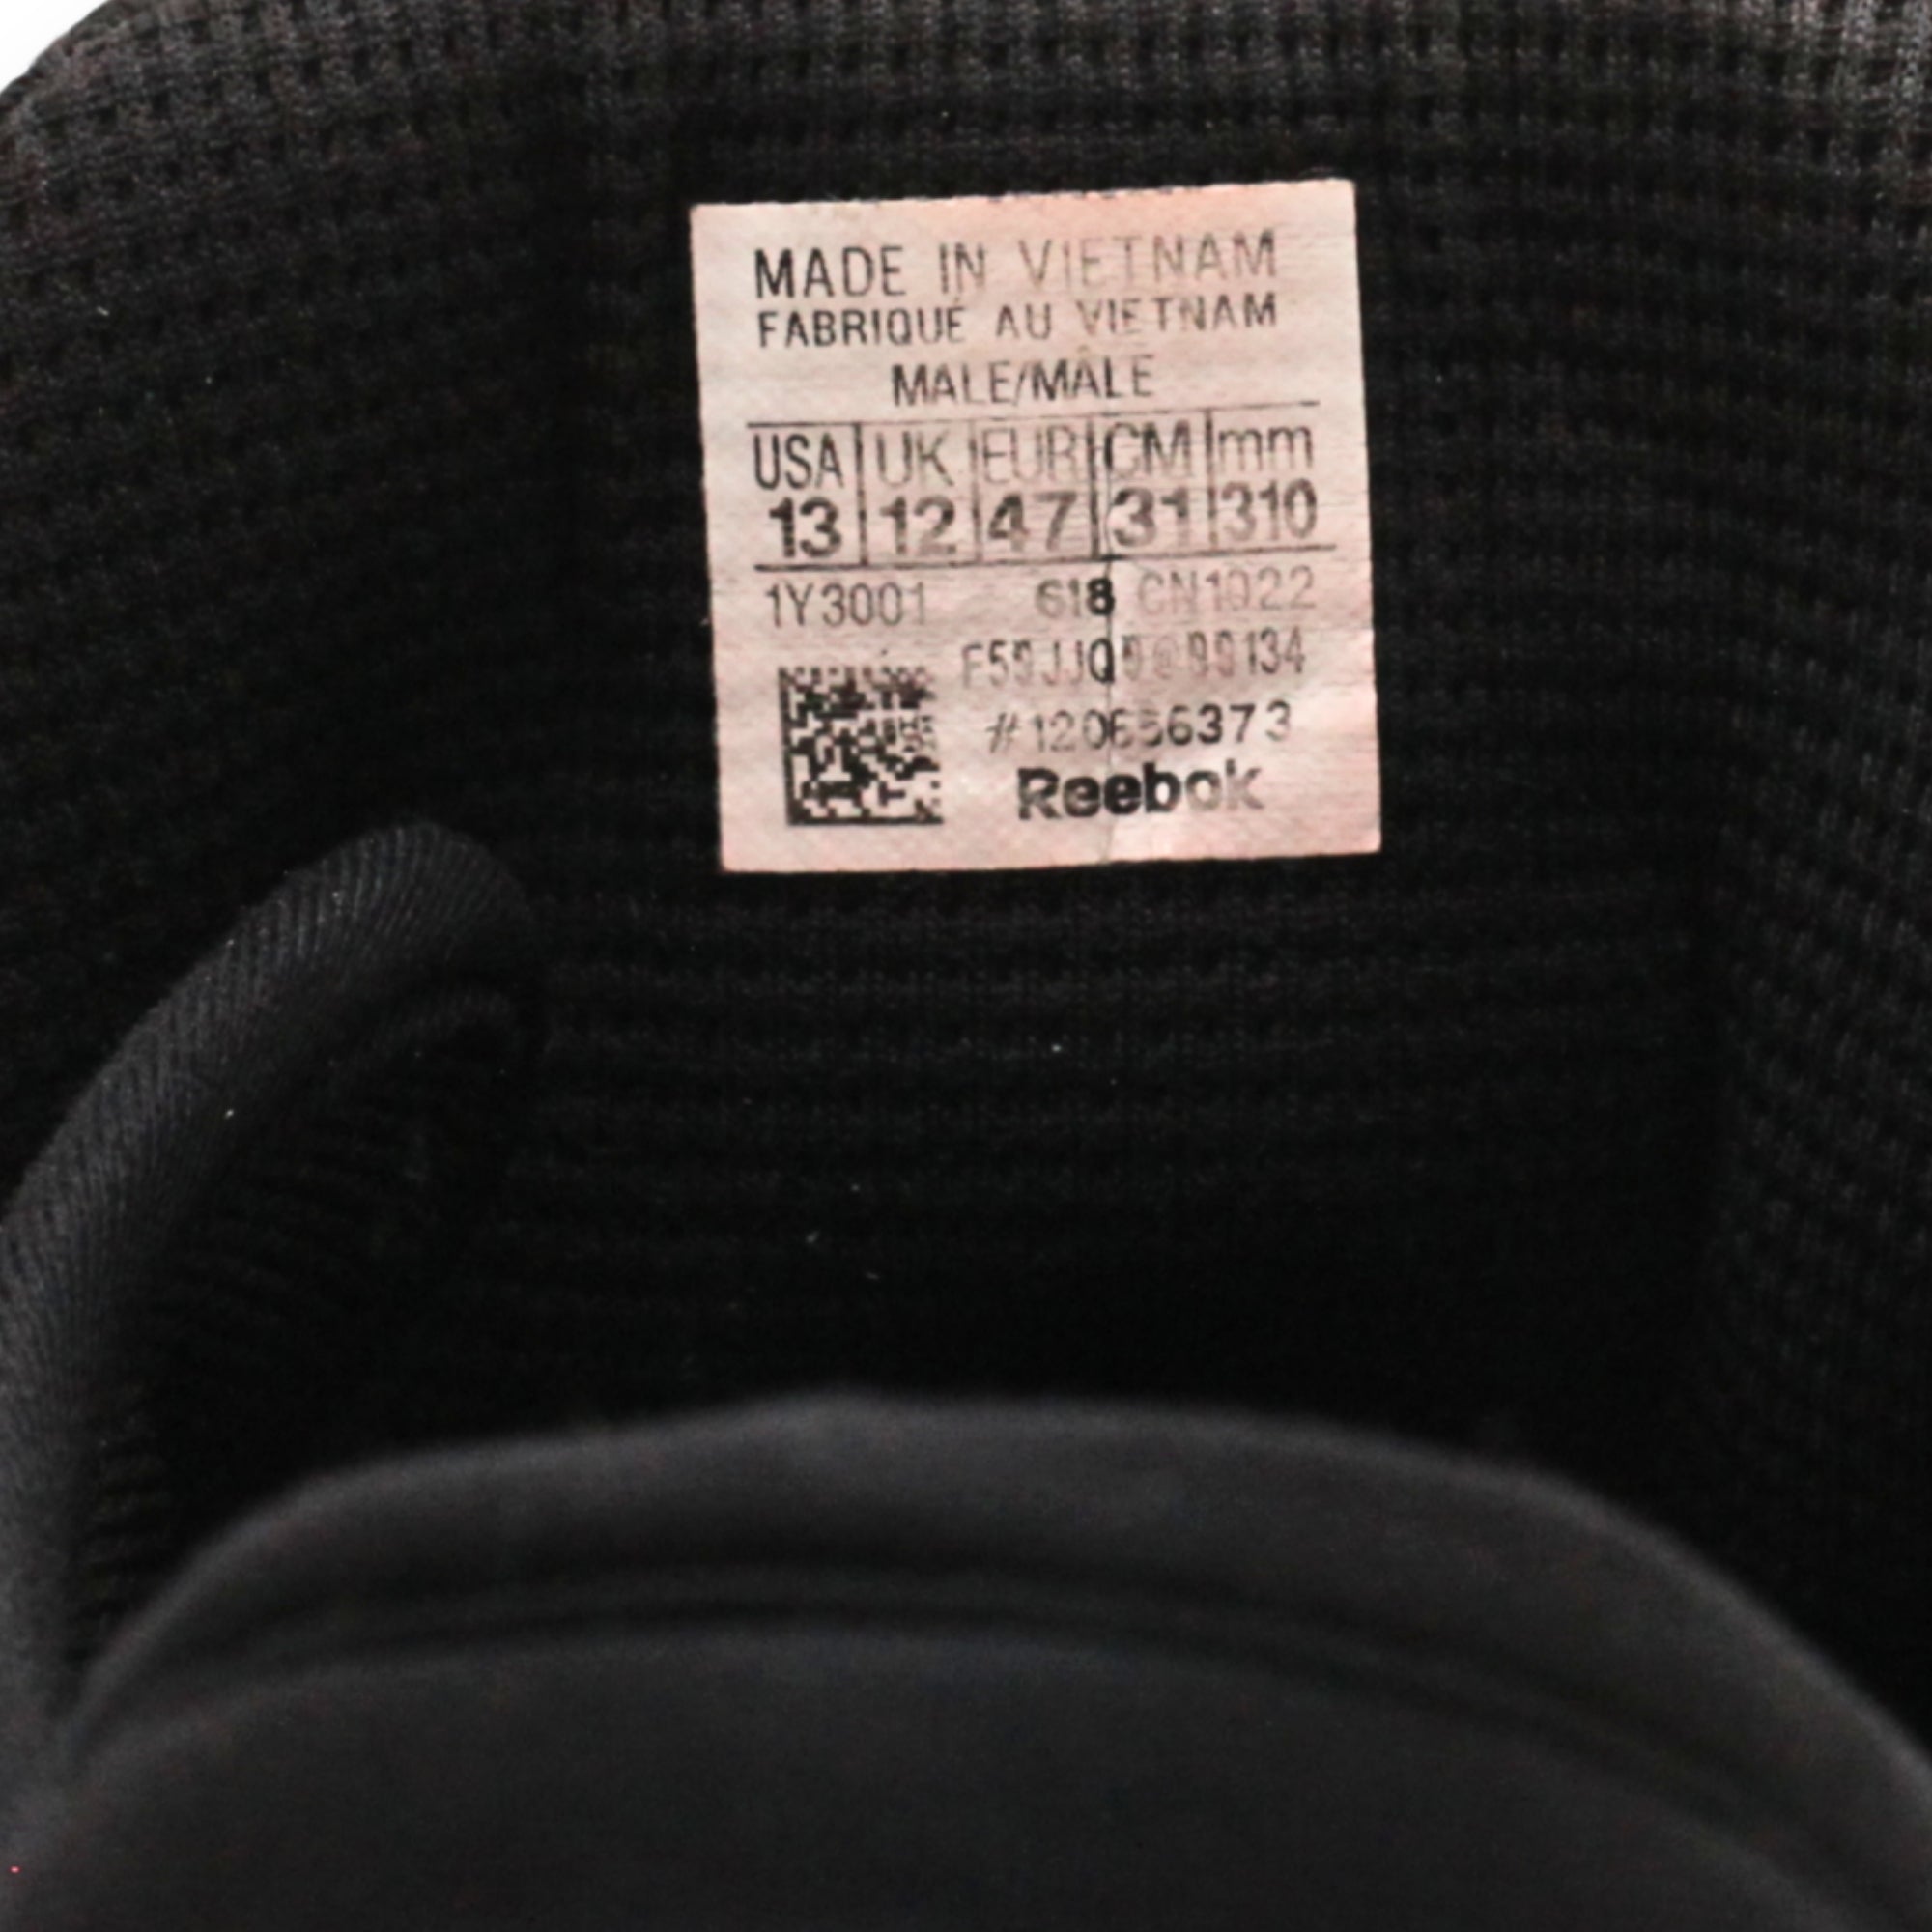 MADE IN VIETNAM
FABRIQUÉ AU VIETNAM
MALE/MÂLE
USA UK EUR CM mm
13 12 47 31 310
1Y3001 618 CN1022
#120656373
Reebok